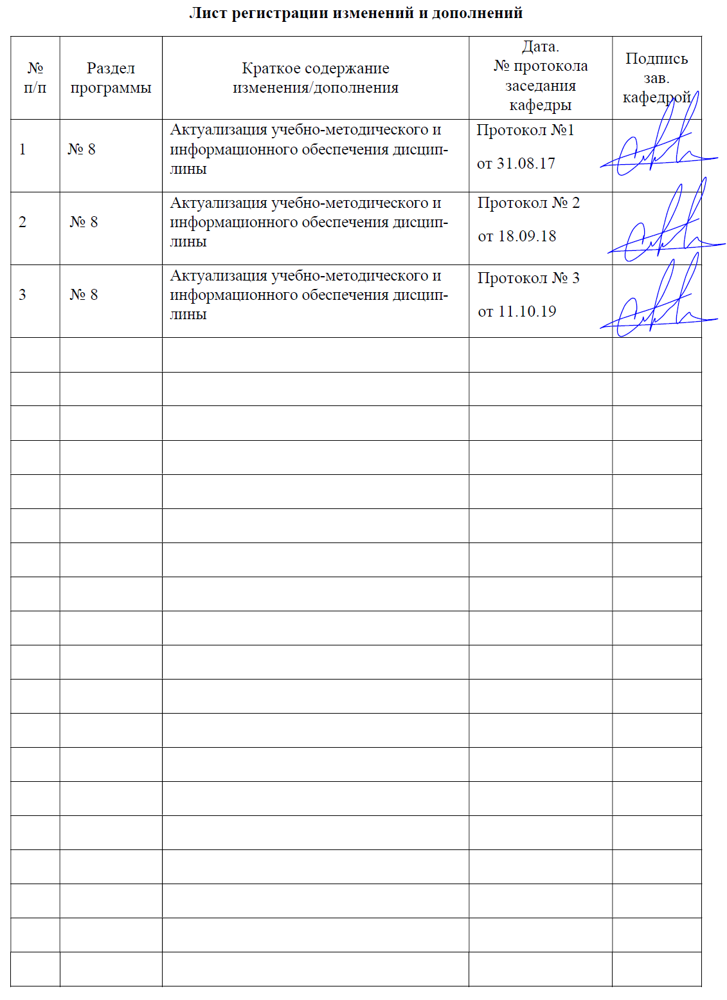 Лист регистрации изменений и дополнений
№
п/п
Раздел
программы
Краткое содержание
изменения/дополнения
Дата.
№ протокола
заседания
кафедры
Подпись
зав.
кафедрой
1
№ 8
Актуализация учебно-методического и
информационного обеспечения дисцип-
лины
Протокол №1
от 31.08.17
2
№ 8
Актуализация учебно-методического и
информационного обеспечения дисцип-
лины
Протокол № 2
от 18.09.18
3
№ 8
Актуализация учебно-методического и
информационного обеспечения дисцип-
лины
Протокол № 3
от 11.10.19